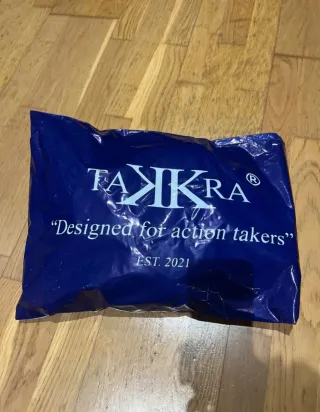 TAKKRA®
“Designed for action takers”
EST. 2021